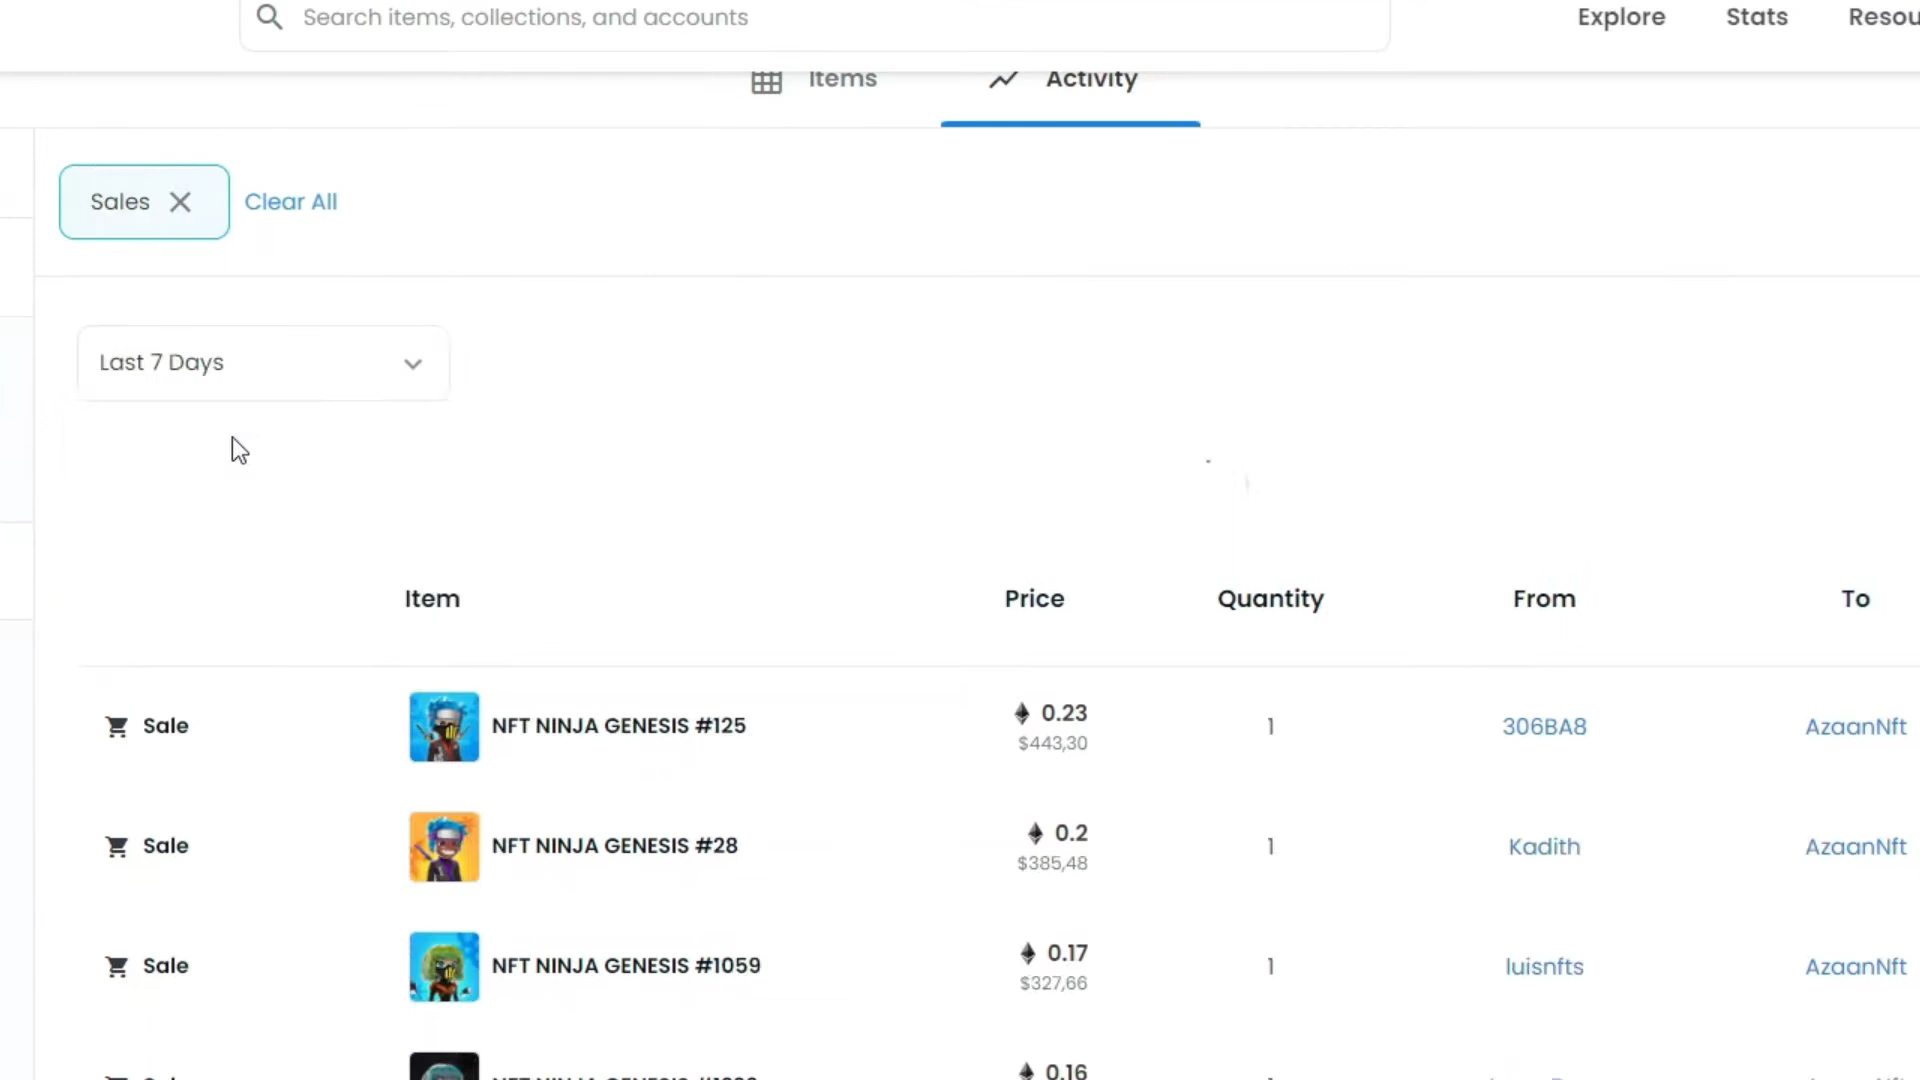 Search items, collections, and accounts
Explore
Stats
Resou
Items
Activity
Sales
Clear All
Last 7 Days
Item Price Quantity From To
Sale NFT NINJA GENESIS #125 0.23 1 306BA8 AzaanNft
$443,30
Sale NFT NINJA GENESIS #28 0.2 1 Kadith AzaanNft
$385,48
Sale NFT NINJA GENESIS #1059 0.17 1 luisnfts AzaanNft
$327,66
0.16